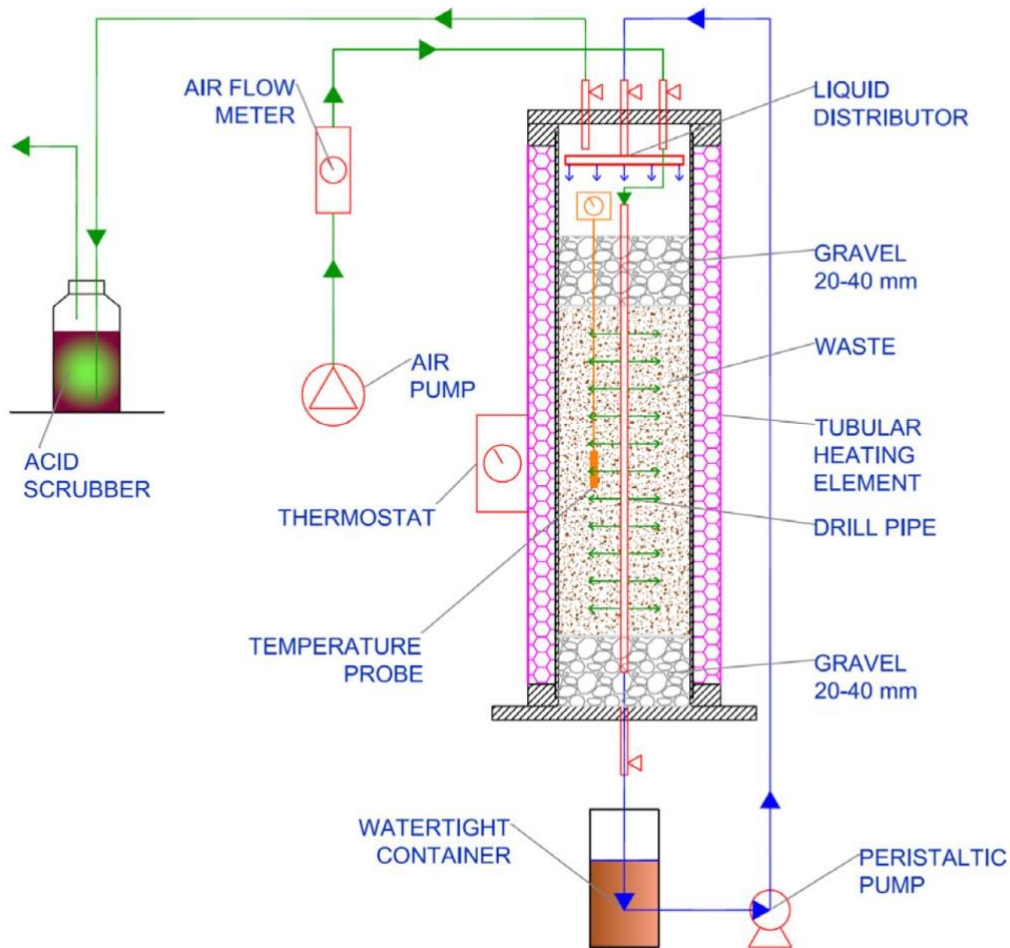 AIR FLOW
METER
LIQUID
DISTRIBUTOR
GRAVEL
20-40 mm
WASTE
AIR
PUMP
TUBULAR
HEATING
ELEMENT
ACID
SCRUBBER
THERMOSTAT
DRILL PIPE
TEMPERATURE
PROBE
GRAVEL
20-40 mm
WATERTIGHT
CONTAINER
PERISTALTIC
PUMP